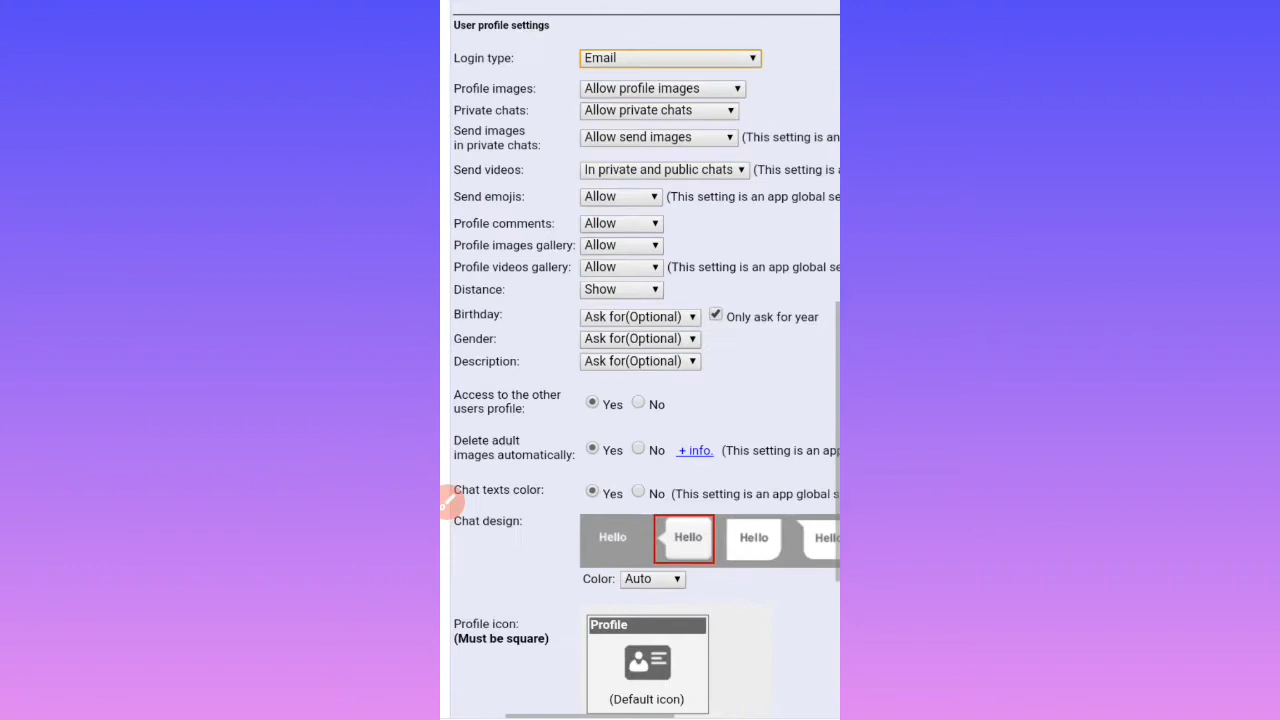 User profile settings
Login type: Email
Profile images: Allow profile images
Private chats: Allow private chats
Send images
in private chats: Allow send images (This setting is an
Send videos: In private and public chats (This setting is
Send emojis: Allow (This setting is an app global se
Profile comments: Allow
Profile images gallery: Allow
Profile videos gallery: Allow (This setting is an app global se
Distance: Show
Birthday: Ask for(Optional) Only ask for year
Gender: Ask for(Optional)
Description: Ask for(Optional)
Access to the other
users profile: Yes No
Delete adult
images automatically: Yes No + info. (This setting is an app
Chat texts color: Yes No (This setting is an app global s
Chat design: Hello Hello Hello Hello
Color: Auto
Profile icon:
(Must be square)
Profile
(Default icon)